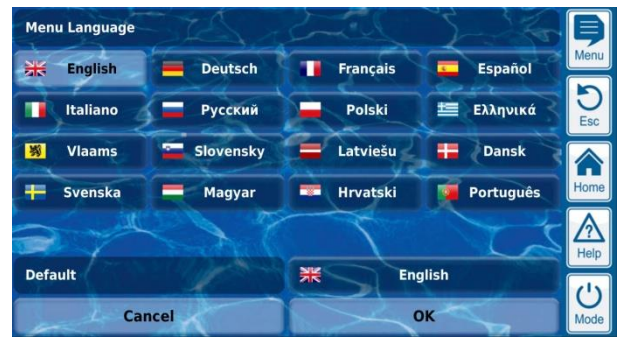 Menu Language
English Deutsch Français Español
Italiano Русский Polski Ελληνικά
Vlaams Slovensky Latviešu Dansk
Svenska Magyar Hrvatski Português
Default English
Cancel OK
Menu
Esc
Home
Help
Mode